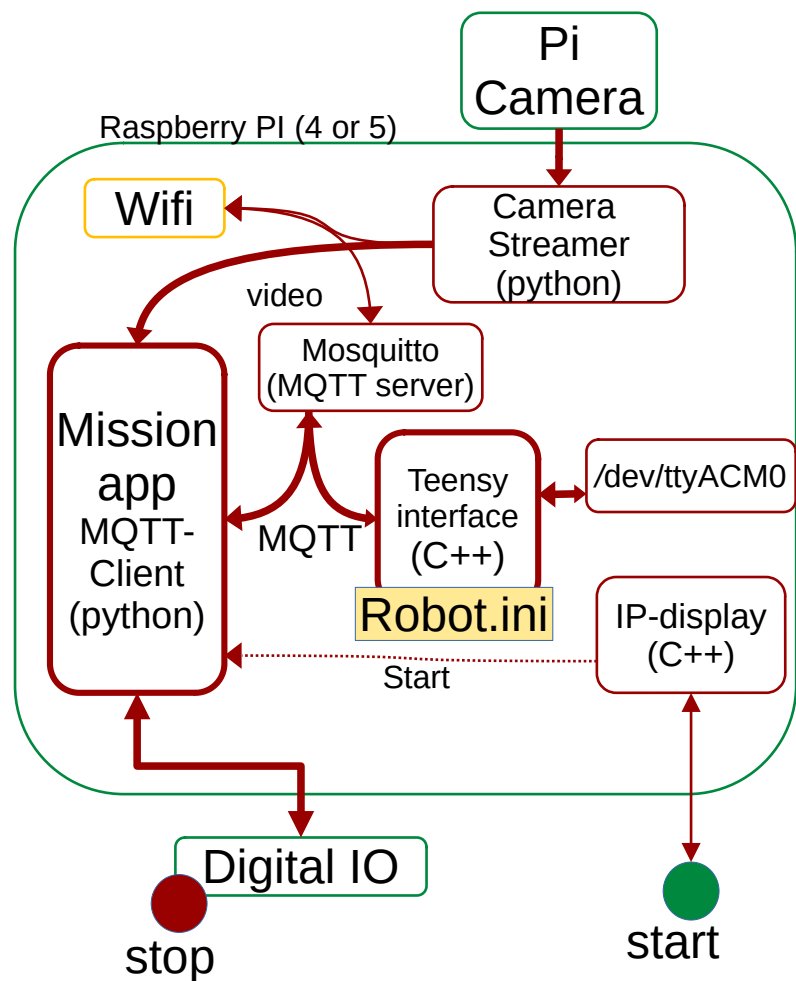 Pi
Camera
Raspberry PI (4 or 5)
Wifi
Camera
Streamer
(python)
video
Mosquitto
(MQTT server)
Mission
app
MQTT-
Client
(python)
MQTT
Teensy
interface
(C++)
Robot.ini
/dev/ttyACM0
IP-display
(C++)
Start
Digital IO
stop
start